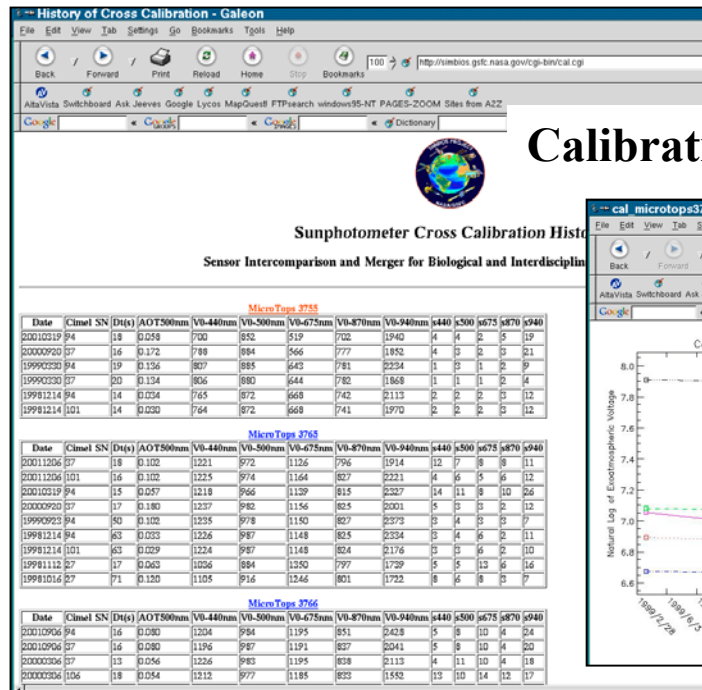 History of Cross Calibration - Galeon
File Edit View Tab Settings Go Bookmarks Tools Help
Back / Forward / Print Reload Home Stop Bookmarks 100 http://simbios.gsfc.nasa.gov/cgi-bin/cal.cgi
AltaVista Switchboard Ask Jeeves Google Lycos MapQuest! FTPsearch windows95-NT PAGES-ZOOM Sites from A2Z
Google « Google GROUPS « Google IMAGES « Dictionary
Calibrati
SIMBIOS PROJECT
NASA/GSFC
Sunphotometer Cross Calibration Histo
Sensor Intercomparison and Merger for Biological and Interdisciplin
MicroTops 3755
Date Cimel SN Dt(s) AOT500nm V0-440nm V0-500nm V0-675nm V0-870nm V0-940nm s440 s500 s675 s870 s940
20010319 94 18 0.058 700 852 519 702 1940 4 4 2 5 19
20000920 37 16 0.172 788 884 566 777 1852 4 3 2 3 21
19990330 94 19 0.136 807 885 643 781 2234 1 3 1 2 9
19990330 37 20 0.134 806 880 644 782 1868 1 1 1 2 4
19981214 94 14 0.034 765 872 668 742 2113 2 2 2 3 12
19981214 101 14 0.030 764 872 668 741 1970 2 2 2 3 12
MicroTops 3765
Date Cimel SN Dt(s) AOT500nm V0-440nm V0-500nm V0-675nm V0-870nm V0-940nm s440 s500 s675 s870 s940
20011206 37 18 0.102 1221 972 1126 796 1914 12 7 8 8 11
20011206 101 16 0.102 1225 974 1164 827 2221 4 6 5 6 12
20010319 94 15 0.057 1218 966 1139 815 2327 14 11 8 10 26
20000920 37 17 0.180 1237 982 1156 825 2001 5 3 3 2 12
19990923 94 50 0.102 1235 978 1150 827 2373 3 4 3 3 7
19981214 94 63 0.033 1226 987 1148 825 2334 3 4 6 2 11
19981214 101 63 0.029 1224 987 1148 824 2176 3 3 6 2 10
19981112 27 17 0.063 1036 884 1350 797 1739 5 5 13 6 16
19981016 27 71 0.120 1105 916 1246 801 1722 8 6 8 3 7
MicroTops 3766
Date Cimel SN Dt(s) AOT500nm V0-440nm V0-500nm V0-675nm V0-870nm V0-940nm s440 s500 s675 s870 s940
20010906 94 16 0.080 1204 984 1195 851 2428 5 8 10 4 24
20010906 37 16 0.080 1196 987 1191 837 2041 5 8 10 4 20
20000306 37 13 0.056 1226 983 1195 838 2113 4 11 10 4 18
20000306 106 18 0.054 1212 977 1185 833 1552 13 10 14 12 17
cal_microtops37
File Edit View Tab S
Back / Forward /
AltaVista Switchboard Ask
Google
Natural Log of Exoatmospheric Voltage
8.0
7.8
7.6
7.4
7.2
7.0
6.8
6.6
1999/2/28
1999/6/5